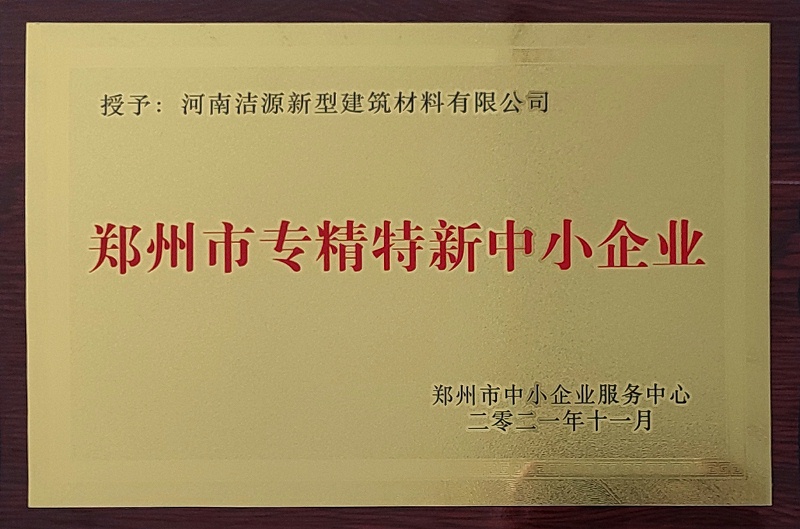 授予：河南洁源新型建筑材料有限公司
郑州市专精特新中小企业
郑州市中小企业服务中心
二零二一年十一月